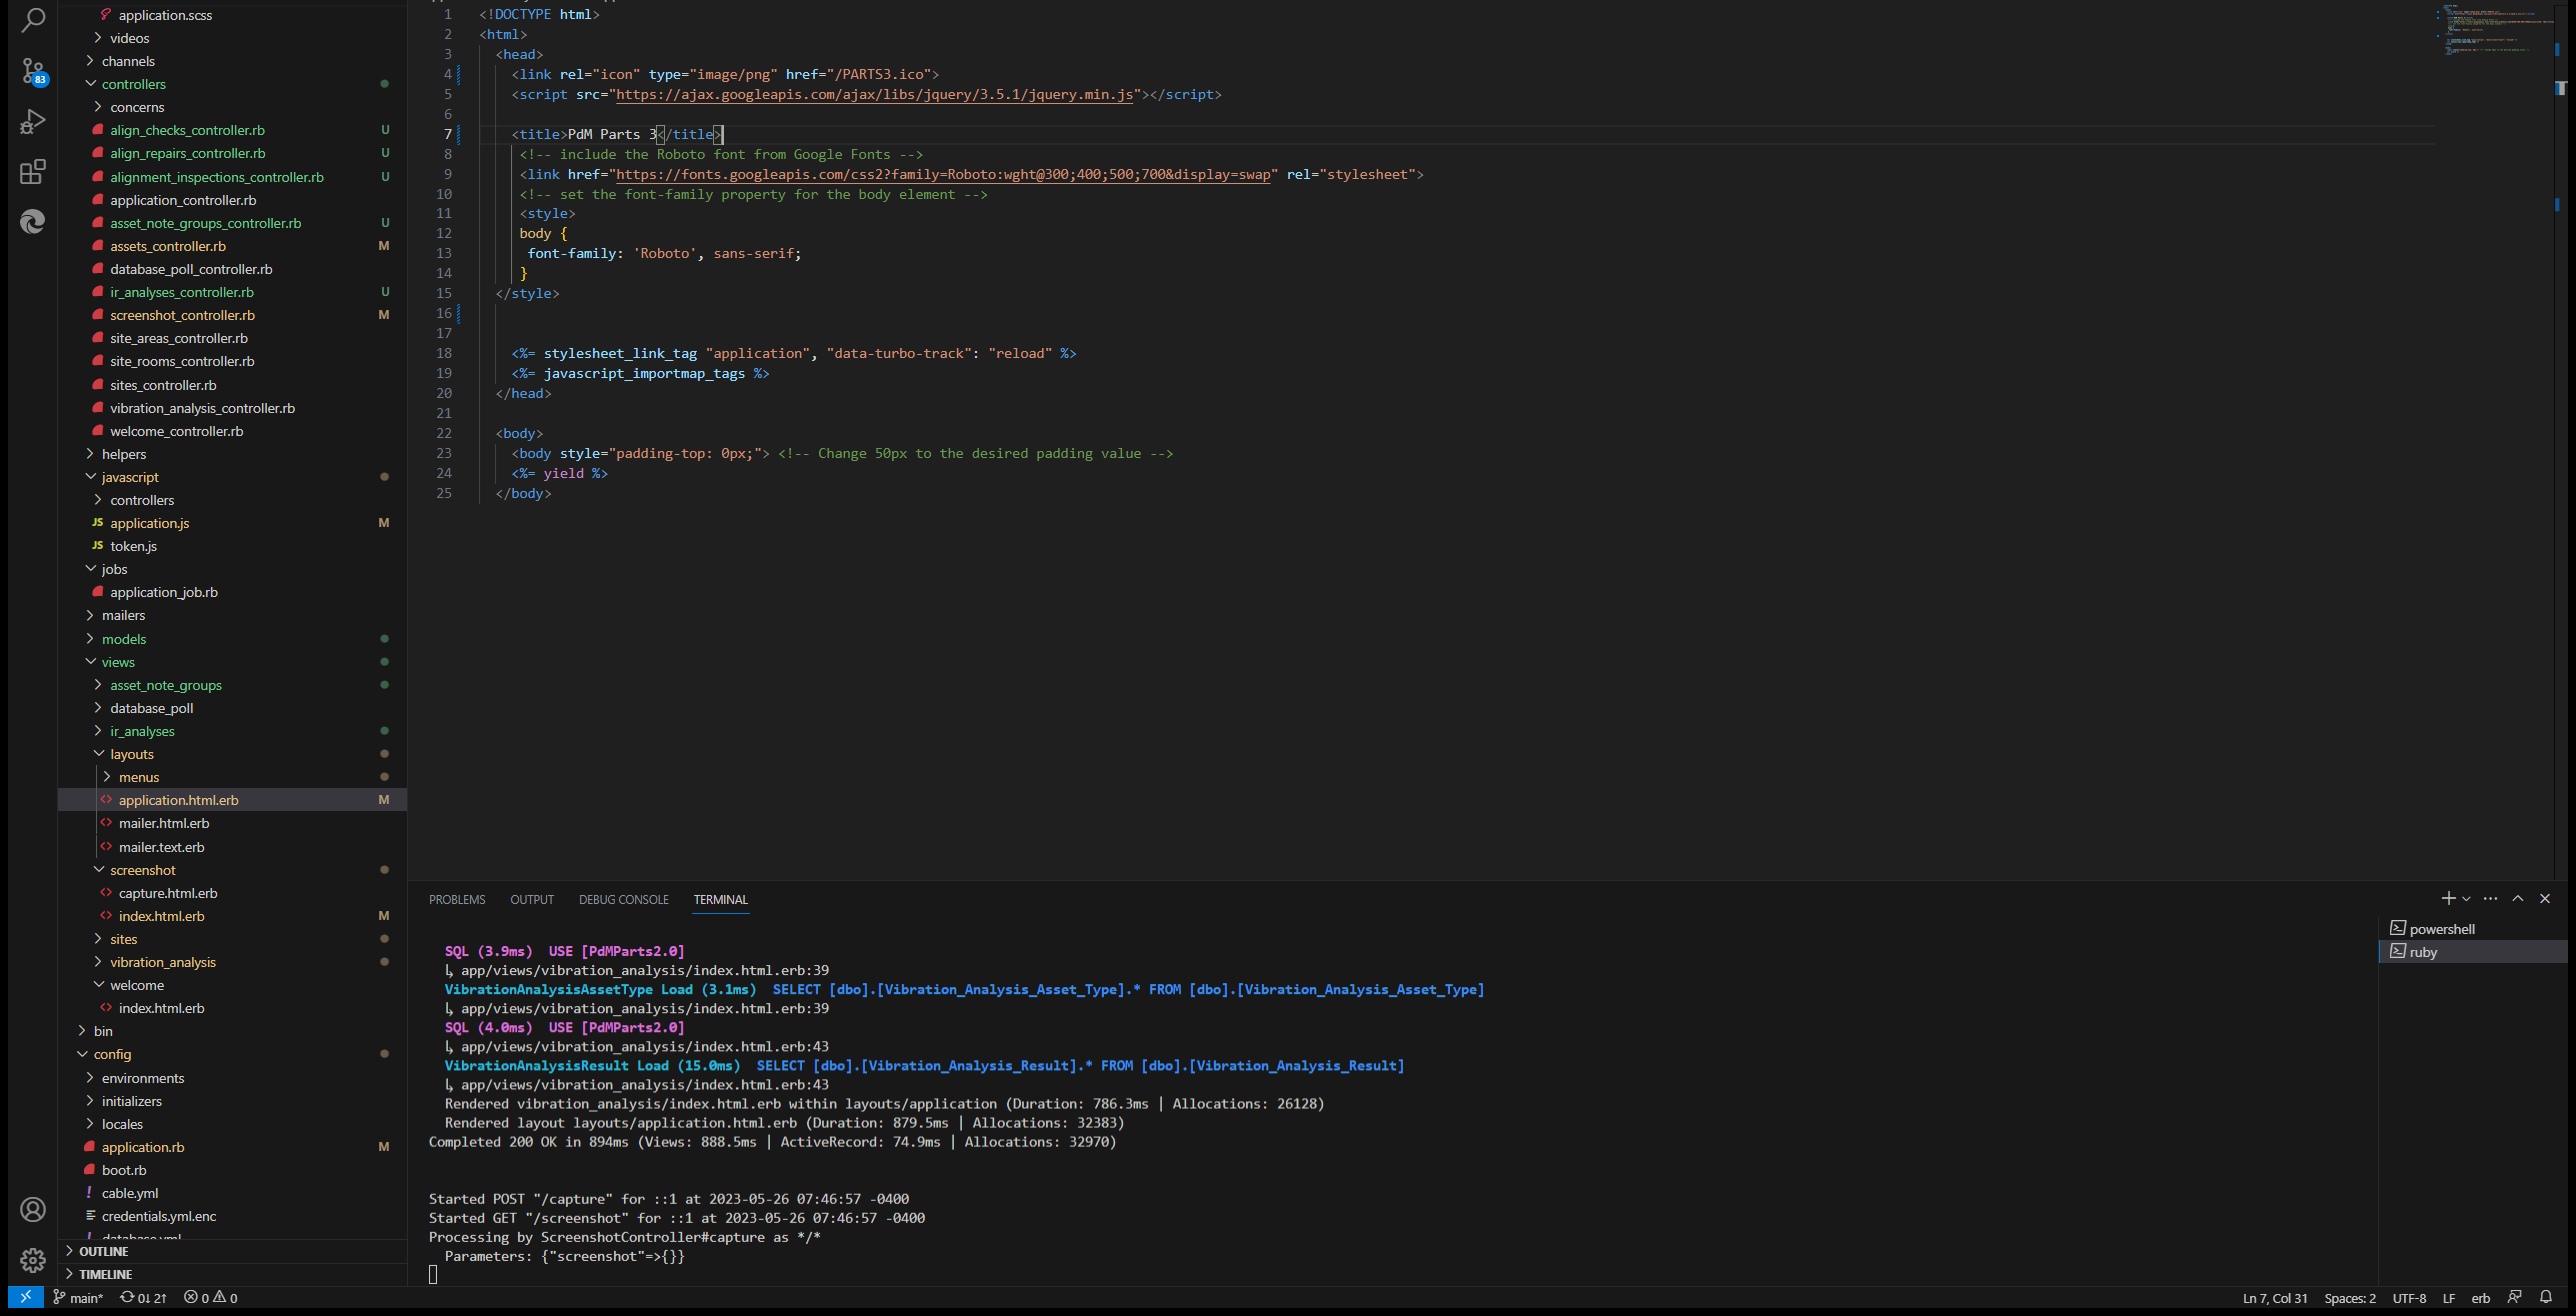 application.scss
videos
channels
controllers
concerns
align_checks_controller.rb U
align_repairs_controller.rb U
alignment_inspections_controller.rb U
application_controller.rb
asset_note_groups_controller.rb U
assets_controller.rb M
database_poll_controller.rb
ir_analyses_controller.rb U
screenshot_controller.rb M
site_areas_controller.rb
site_rooms_controller.rb
sites_controller.rb
vibration_analysis_controller.rb
welcome_controller.rb
helpers
javascript
controllers
JS application.js M
JS token.js
jobs
application_job.rb
mailers
models
views
asset_note_groups
database_poll
ir_analyses
layouts
menus
application.html.erb M
mailer.html.erb
mailer.text.erb
screenshot
capture.html.erb
index.html.erb M
sites
vibration_analysis
welcome
index.html.erb
bin
config
environments
initializers
locales
application.rb M
boot.rb
! cable.yml
credentials.yml.enc
! database.yml
OUTLINE
TIMELINE
83
1 <!DOCTYPE html>
2 <html>
3 <head>
4 <link rel="icon" type="image/png" href="/PARTS3.ico">
5 <script src="https://ajax.googleapis.com/ajax/libs/jquery/3.5.1/jquery.min.js"></script>
6
7 <title>PdM Parts 3</title>
8 <!-- include the Roboto font from Google Fonts -->
9 <link href="https://fonts.googleapis.com/css2?family=Roboto:wght@300;400;500;700&display=swap" rel="stylesheet">
10 <!-- set the font-family property for the body element -->
11 <style>
12 body {
13 font-family: 'Roboto', sans-serif;
14 }
15 </style>
16
17
18 <%= stylesheet_link_tag "application", "data-turbo-track": "reload" %>
19 <%= javascript_importmap_tags %>
20 </head>
21
22 <body>
23 <body style="padding-top: 0px;"> <!-- Change 50px to the desired padding value -->
24 <%= yield %>
25 </body>
PROBLEMS OUTPUT DEBUG CONSOLE TERMINAL
SQL (3.9ms) USE [PdMParts2.0]
↳ app/views/vibration_analysis/index.html.erb:39
VibrationAnalysisAssetType Load (3.1ms) SELECT [dbo].[Vibration_Analysis_Asset_Type].* FROM [dbo].[Vibration_Analysis_Asset_Type]
↳ app/views/vibration_analysis/index.html.erb:39
SQL (4.0ms) USE [PdMParts2.0]
↳ app/views/vibration_analysis/index.html.erb:43
VibrationAnalysisResult Load (15.0ms) SELECT [dbo].[Vibration_Analysis_Result].* FROM [dbo].[Vibration_Analysis_Result]
↳ app/views/vibration_analysis/index.html.erb:43
Rendered vibration_analysis/index.html.erb within layouts/application (Duration: 786.3ms | Allocations: 26128)
Rendered layout layouts/application.html.erb (Duration: 879.5ms | Allocations: 32383)
Completed 200 OK in 894ms (Views: 888.5ms | ActiveRecord: 74.9ms | Allocations: 32970)
Started POST "/capture" for ::1 at 2023-05-26 07:46:57 -0400
Started GET "/screenshot" for ::1 at 2023-05-26 07:46:57 -0400
Processing by ScreenshotController#capture as */*
Parameters: {"screenshot"=>{}}
powershell
ruby
main* 0↓ 2↑ 0 0
Ln 7, Col 31 Spaces: 2 UTF-8 LF erb